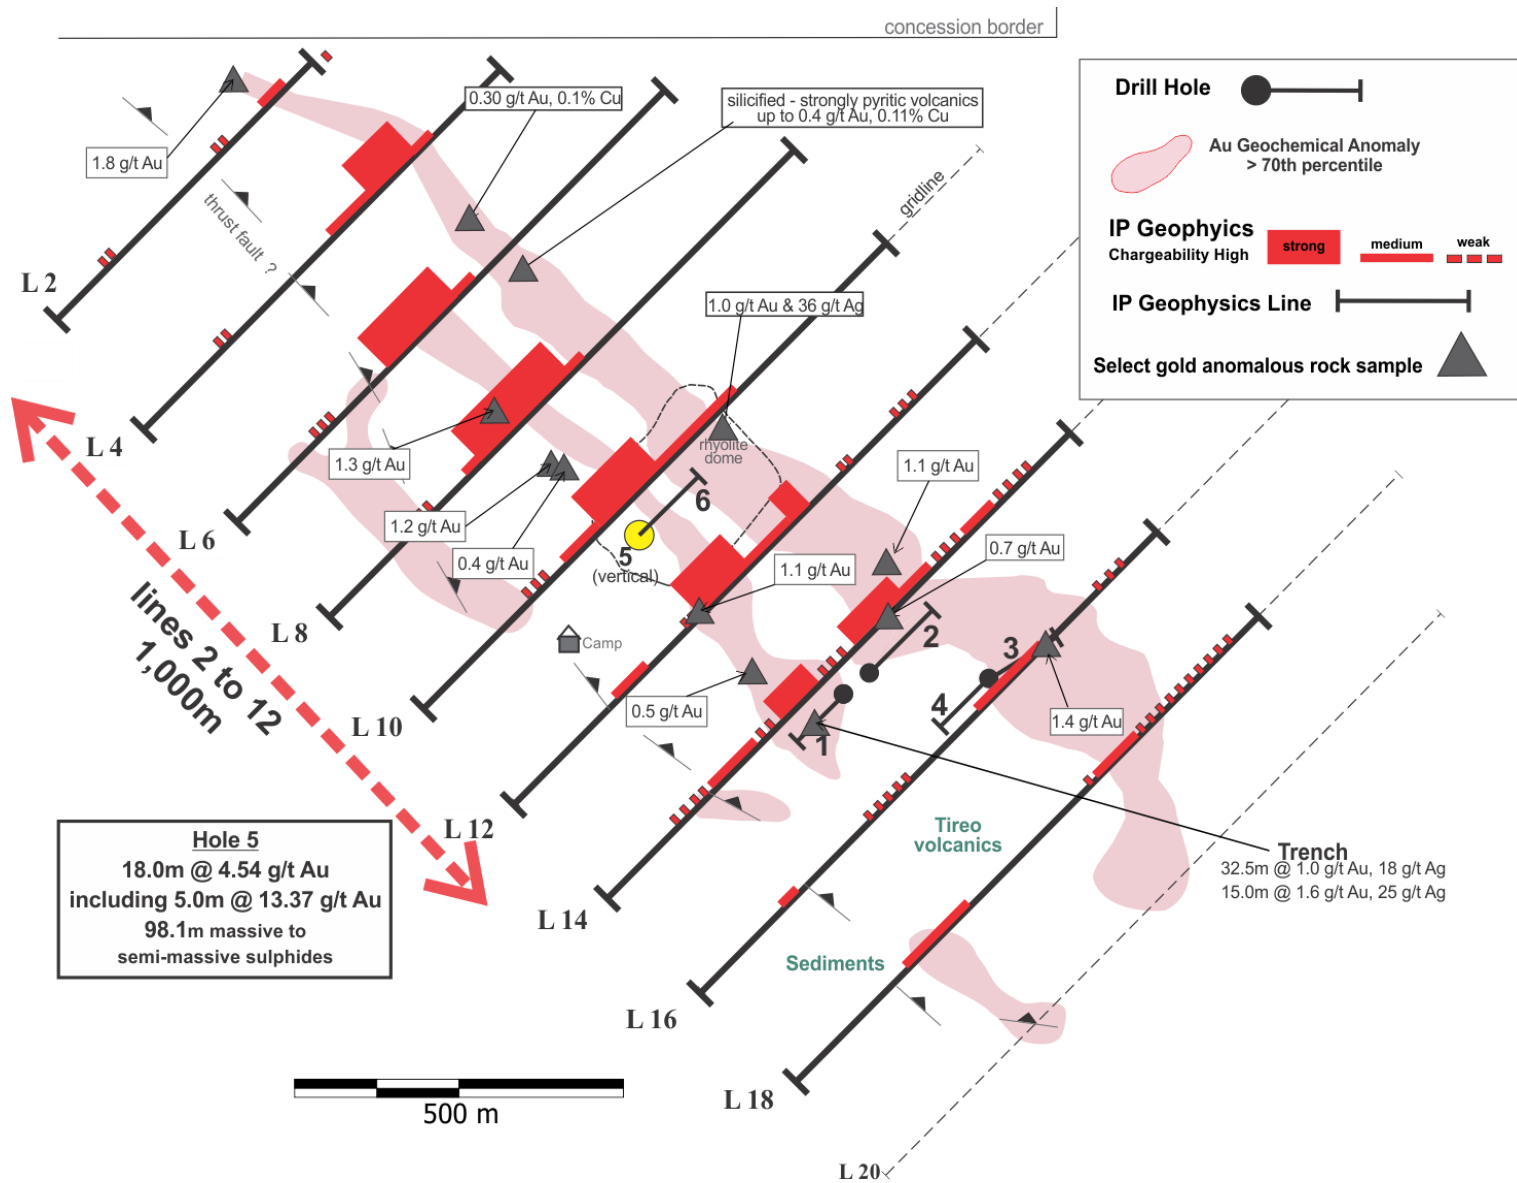 concession border
Drill Hole
Au Geochemical Anomaly
> 70th percentile
IP Geophyics
Chargeability High
strong
medium
weak
IP Geophysics Line
Select gold anomalous rock sample
0.30 g/t Au, 0.1% Cu
silicified - strongly pyritic volcanics
up to 0.4 g/t Au, 0.11% Cu
1.8 g/t Au
thrust fault ?
gridline
L 2
1.0 g/t Au & 36 g/t Ag
rhyolite
dome
L 4
1.3 g/t Au
1.1 g/t Au
6
1.2 g/t Au
L 6
0.4 g/t Au
5
(vertical)
0.7 g/t Au
1.1 g/t Au
lines 2 to 12
1,000m
L 8
Camp
2
3
4
0.5 g/t Au
1.4 g/t Au
1
L 10
L 12
Hole 5
18.0m @ 4.54 g/t Au
including 5.0m @ 13.37 g/t Au
98.1m massive to
semi-massive sulphides
Tireo
volcanics
Trench
32.5m @ 1.0 g/t Au, 18 g/t Ag
15.0m @ 1.6 g/t Au, 25 g/t Ag
L 14
Sediments
L 16
L 18
500 m
L 20